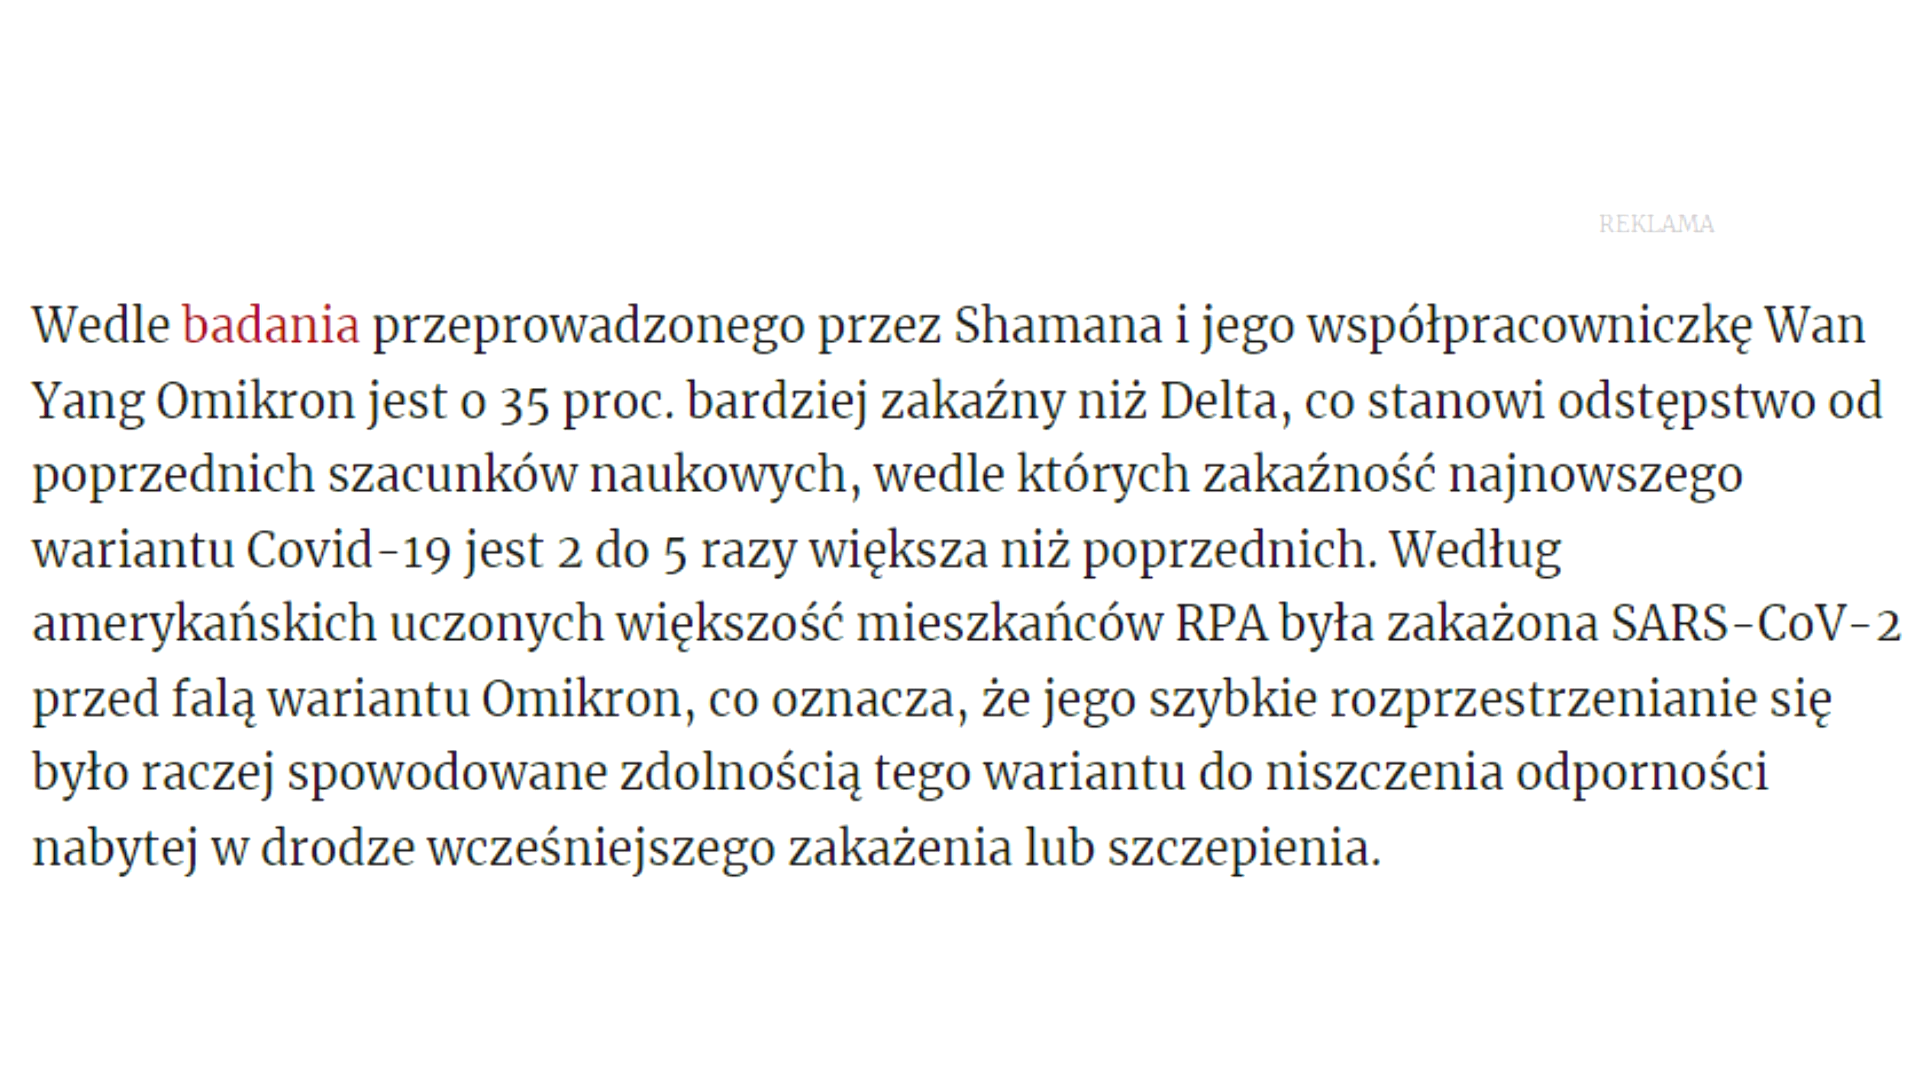 REKLAMA
Wedle badania przeprowadzonego przez Shamana i jego współpracowniczkę Wan
Yang Omikron jest o 35 proc. bardziej zakaźny niż Delta, co stanowi odstępstwo od
poprzednich szacunków naukowych, wedle których zakaźność najnowszego
wariantu Covid-19 jest 2 do 5 razy większa niż poprzednich. Według
amerykańskich uczonych większość mieszkańców RPA była zakażona SARS-CoV-2
przed falą wariantu Omikron, co oznacza, że jego szybkie rozprzestrzenianie się
było raczej spowodowane zdolnością tego wariantu do niszczenia odporności
nabytej w drodze wcześniejszego zakażenia lub szczepienia.